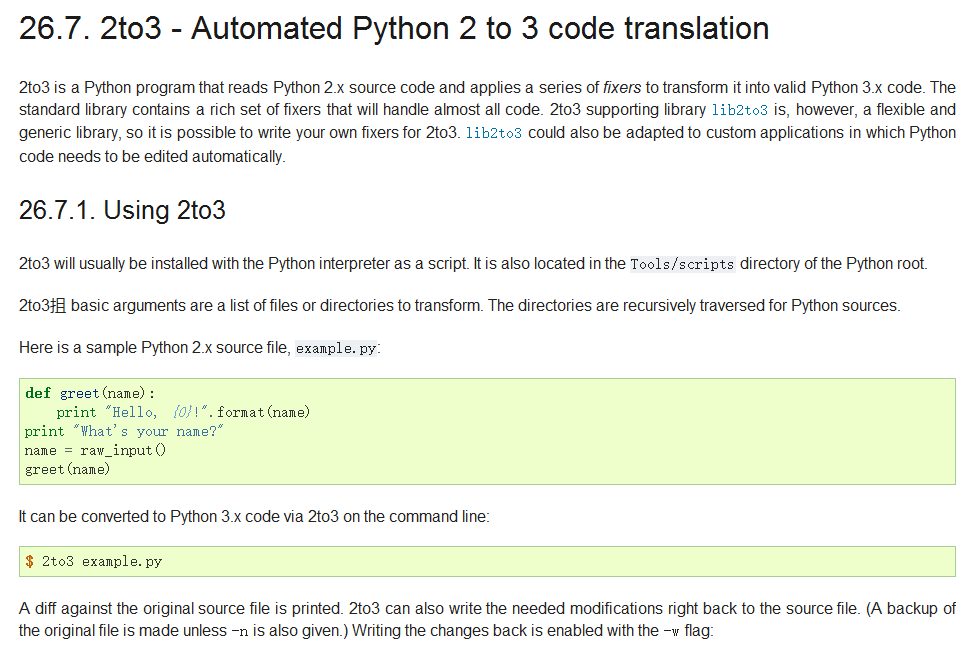 26.7. 2to3 - Automated Python 2 to 3 code translation
2to3 is a Python program that reads Python 2.x source code and applies a series of fixers to transform it into valid Python 3.x code. The
standard library contains a rich set of fixers that will handle almost all code. 2to3 supporting library lib2to3 is, however, a flexible and
generic library, so it is possible to write your own fixers for 2to3. lib2to3 could also be adapted to custom applications in which Python
code needs to be edited automatically.
26.7.1. Using 2to3
2to3 will usually be installed with the Python interpreter as a script. It is also located in the Tools/scripts directory of the Python root.
2to3抯 basic arguments are a list of files or directories to transform. The directories are recursively traversed for Python sources.
Here is a sample Python 2.x source file, example.py:
def greet(name):
    print "Hello, {0}!".format(name)
print "What's your name?"
name = raw_input()
greet(name)
It can be converted to Python 3.x code via 2to3 on the command line:
$ 2to3 example.py
A diff against the original source file is printed. 2to3 can also write the needed modifications right back to the source file. (A backup of
the original file is made unless -n is also given.) Writing the changes back is enabled with the -w flag: